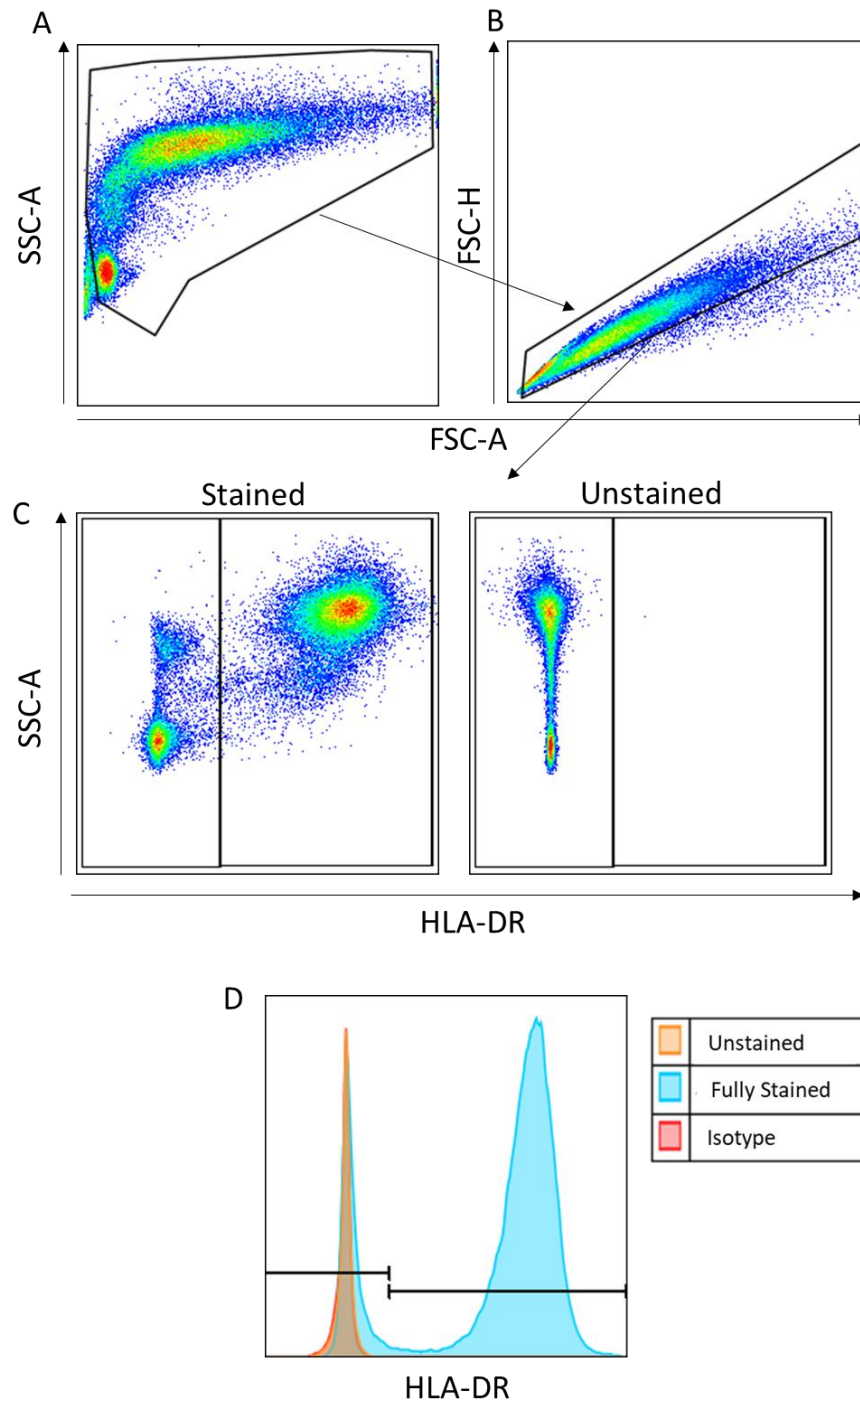 A
B
SSC-A
FSC-H
FSC-A
Stained
Unstained
C
SSC-A
HLA-DR
D
Unstained
Fully Stained
Isotype
HLA-DR